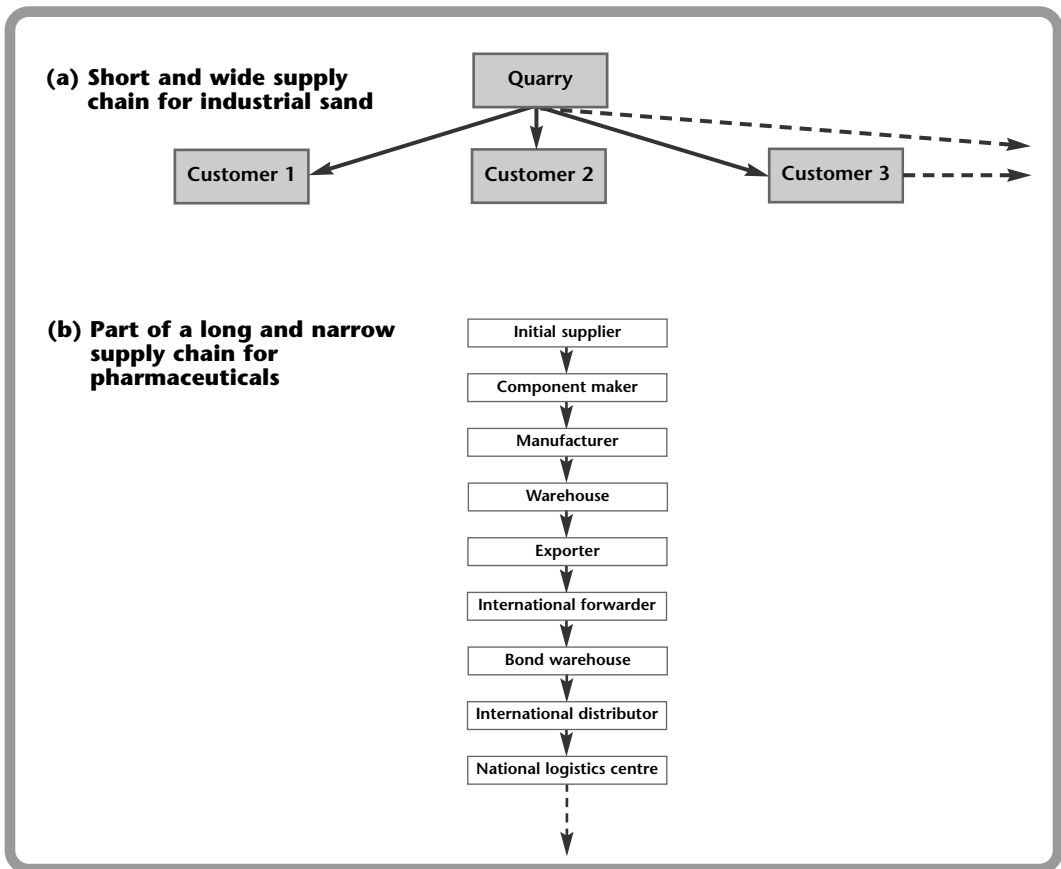 (a) Short and wide supply
chain for industrial sand
Quarry
Customer 1
Customer 2
Customer 3
(b) Part of a long and narrow
supply chain for
pharmaceuticals
Initial supplier
Component maker
Manufacturer
Warehouse
Exporter
International forwarder
Bond warehouse
International distributor
National logistics centre